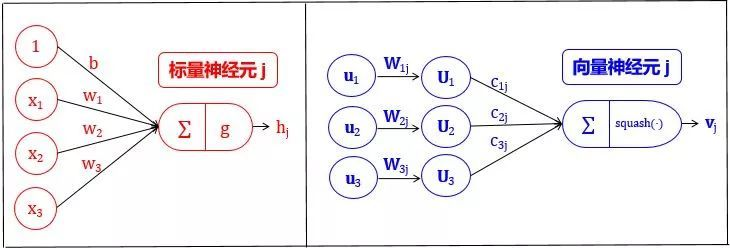 标量神经元 j
1
b
x₁
w₁
x₂
w₂
x₃
w₃
∑
g
hⱼ
向量神经元 j
u₁
W₁ⱼ
U₁
c₁ⱼ
u₂
W₂ⱼ
U₂
c₂ⱼ
u₃
W₃ⱼ
U₃
c₃ⱼ
∑
squash(·)
vⱼ